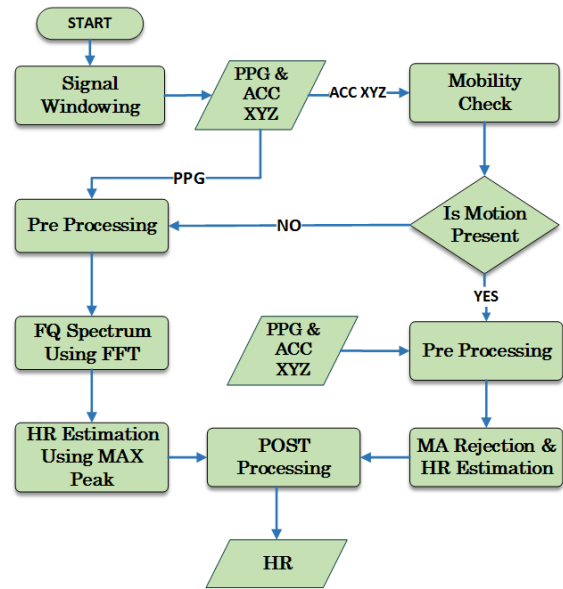 START
Signal
Windowing
PPG &
ACC
XYZ
ACC XYZ
Mobility
Check
PPG
Pre Processing
NO
Is Motion
Present
YES
FQ Spectrum
Using FFT
PPG &
ACC
XYZ
Pre Processing
HR Estimation
Using MAX
Peak
POST
Processing
MA Rejection &
HR Estimation
HR